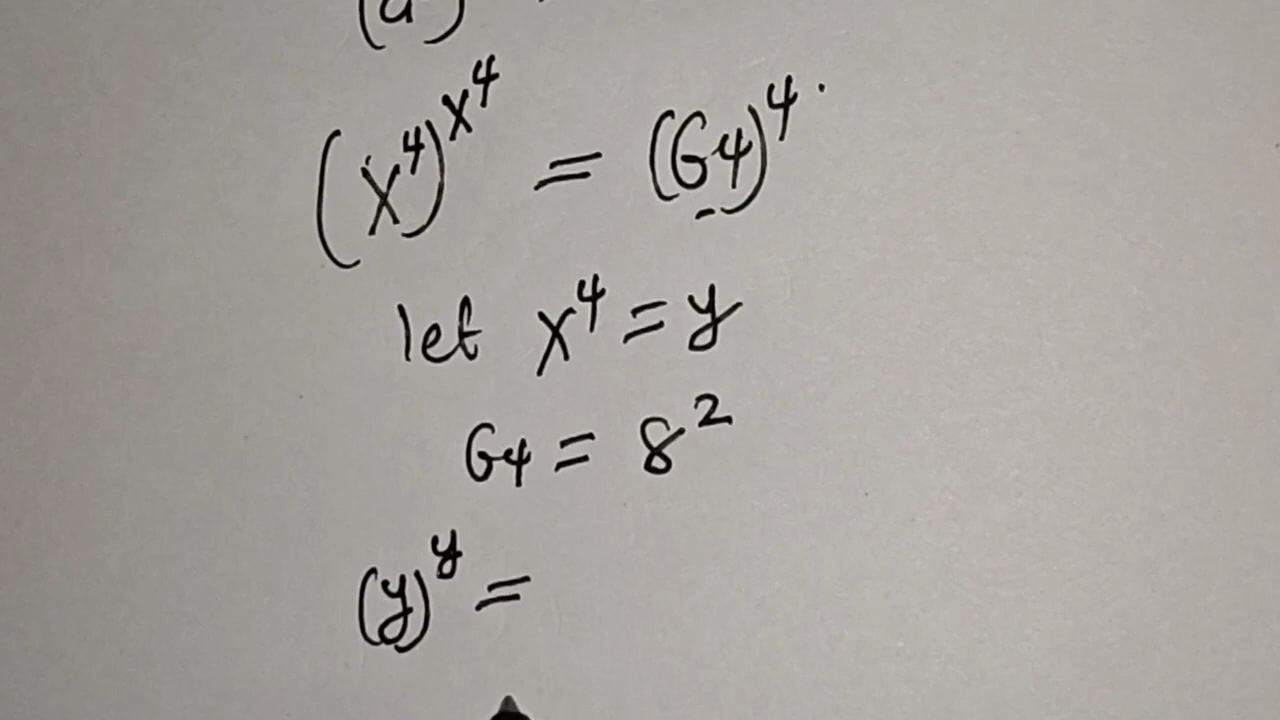 (a)
(x⁴)^x⁴ = (64)⁴
let x⁴ = y
64 = 8²
(y)^y =